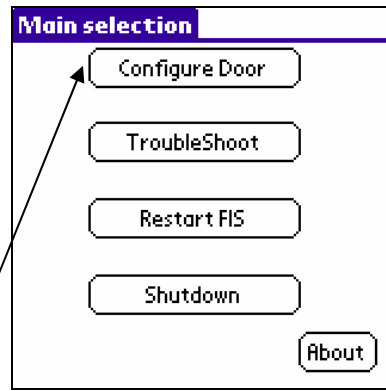 Main selection
Configure Door
TroubleShoot
Restart FIS
Shutdown
About